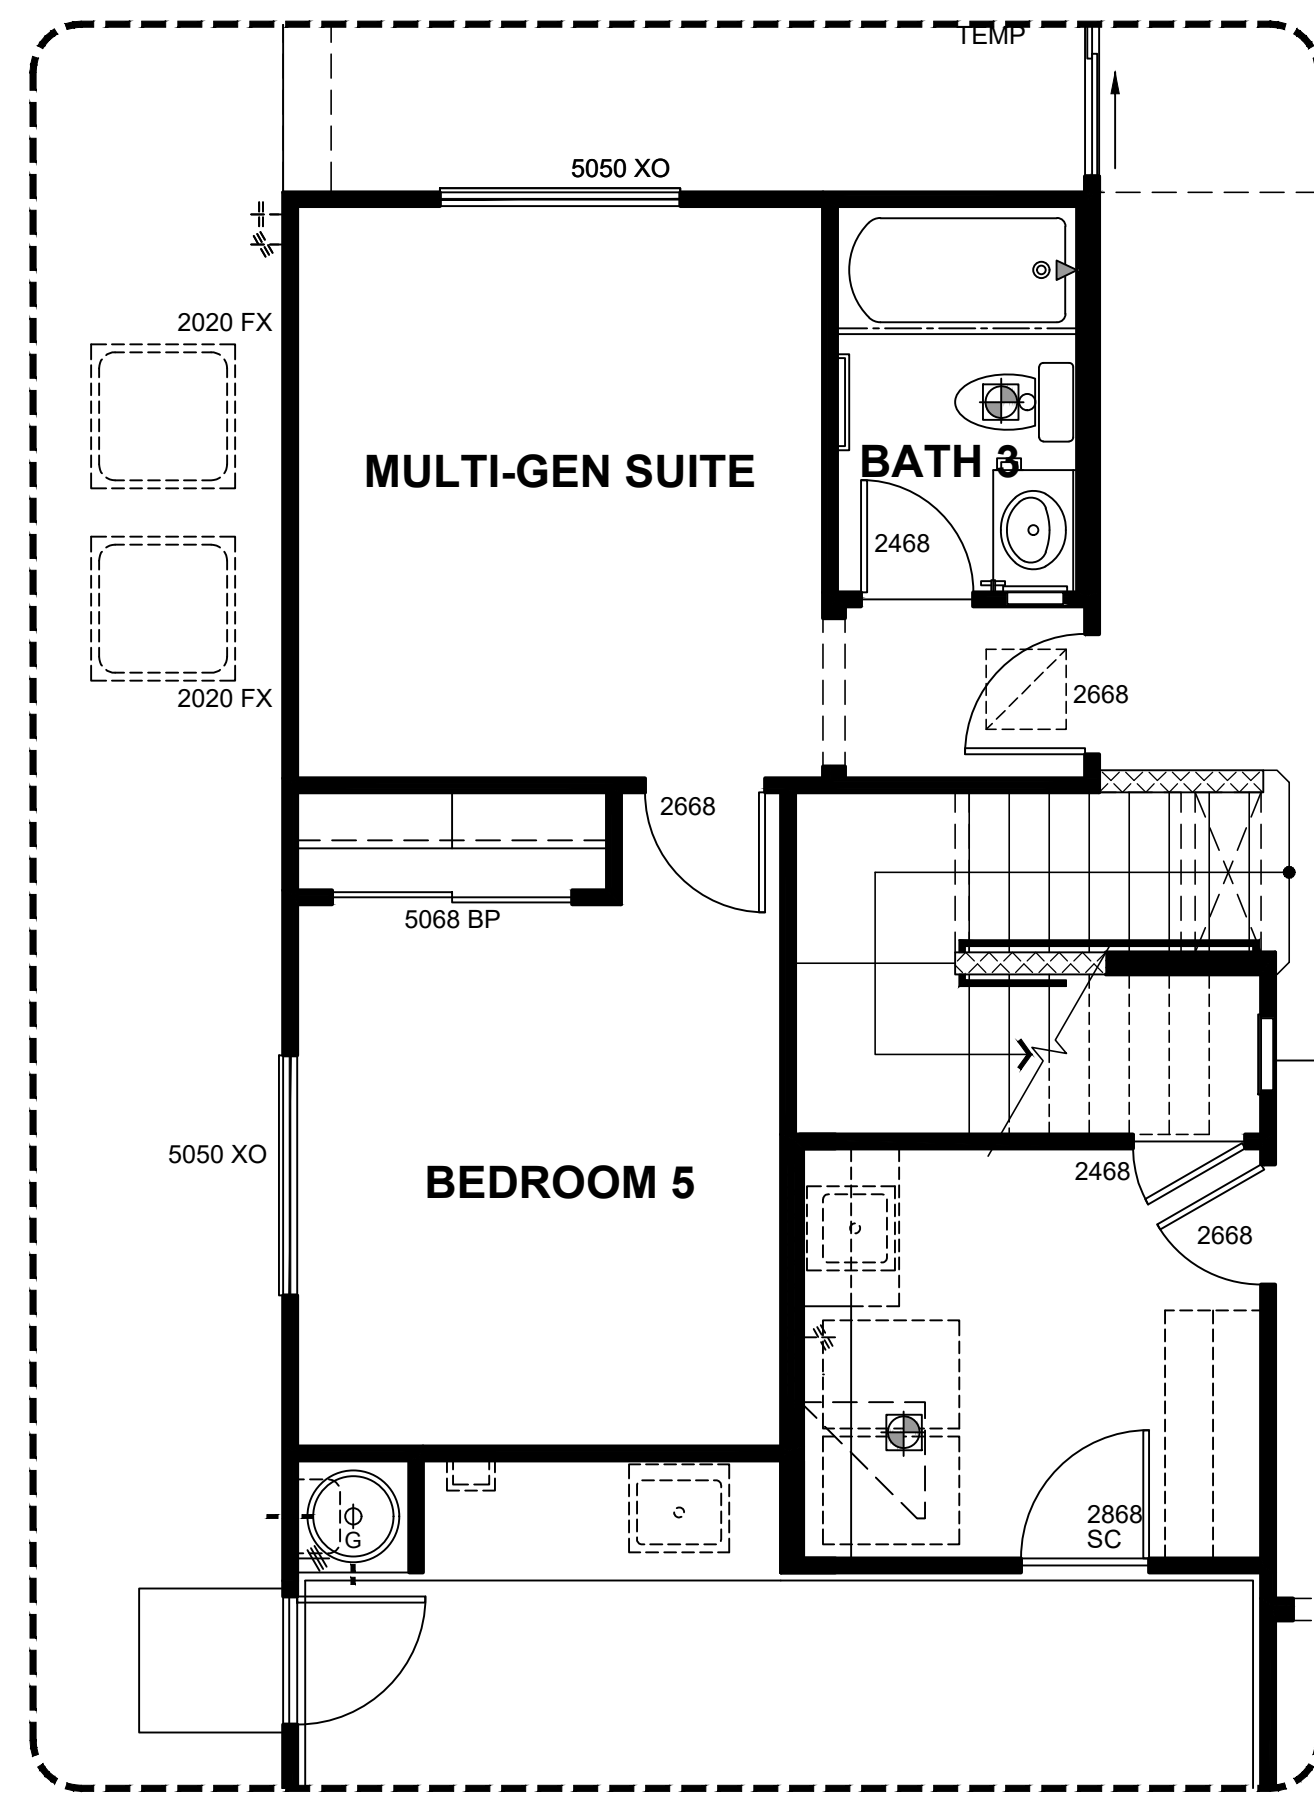 TEMP
5050 XO
2020 FX
MULTI-GEN SUITE
BATH 3
2468
2020 FX
2668
2668
5068 BP
5050 XO
BEDROOM 5
2468
2668
2868
SC
G